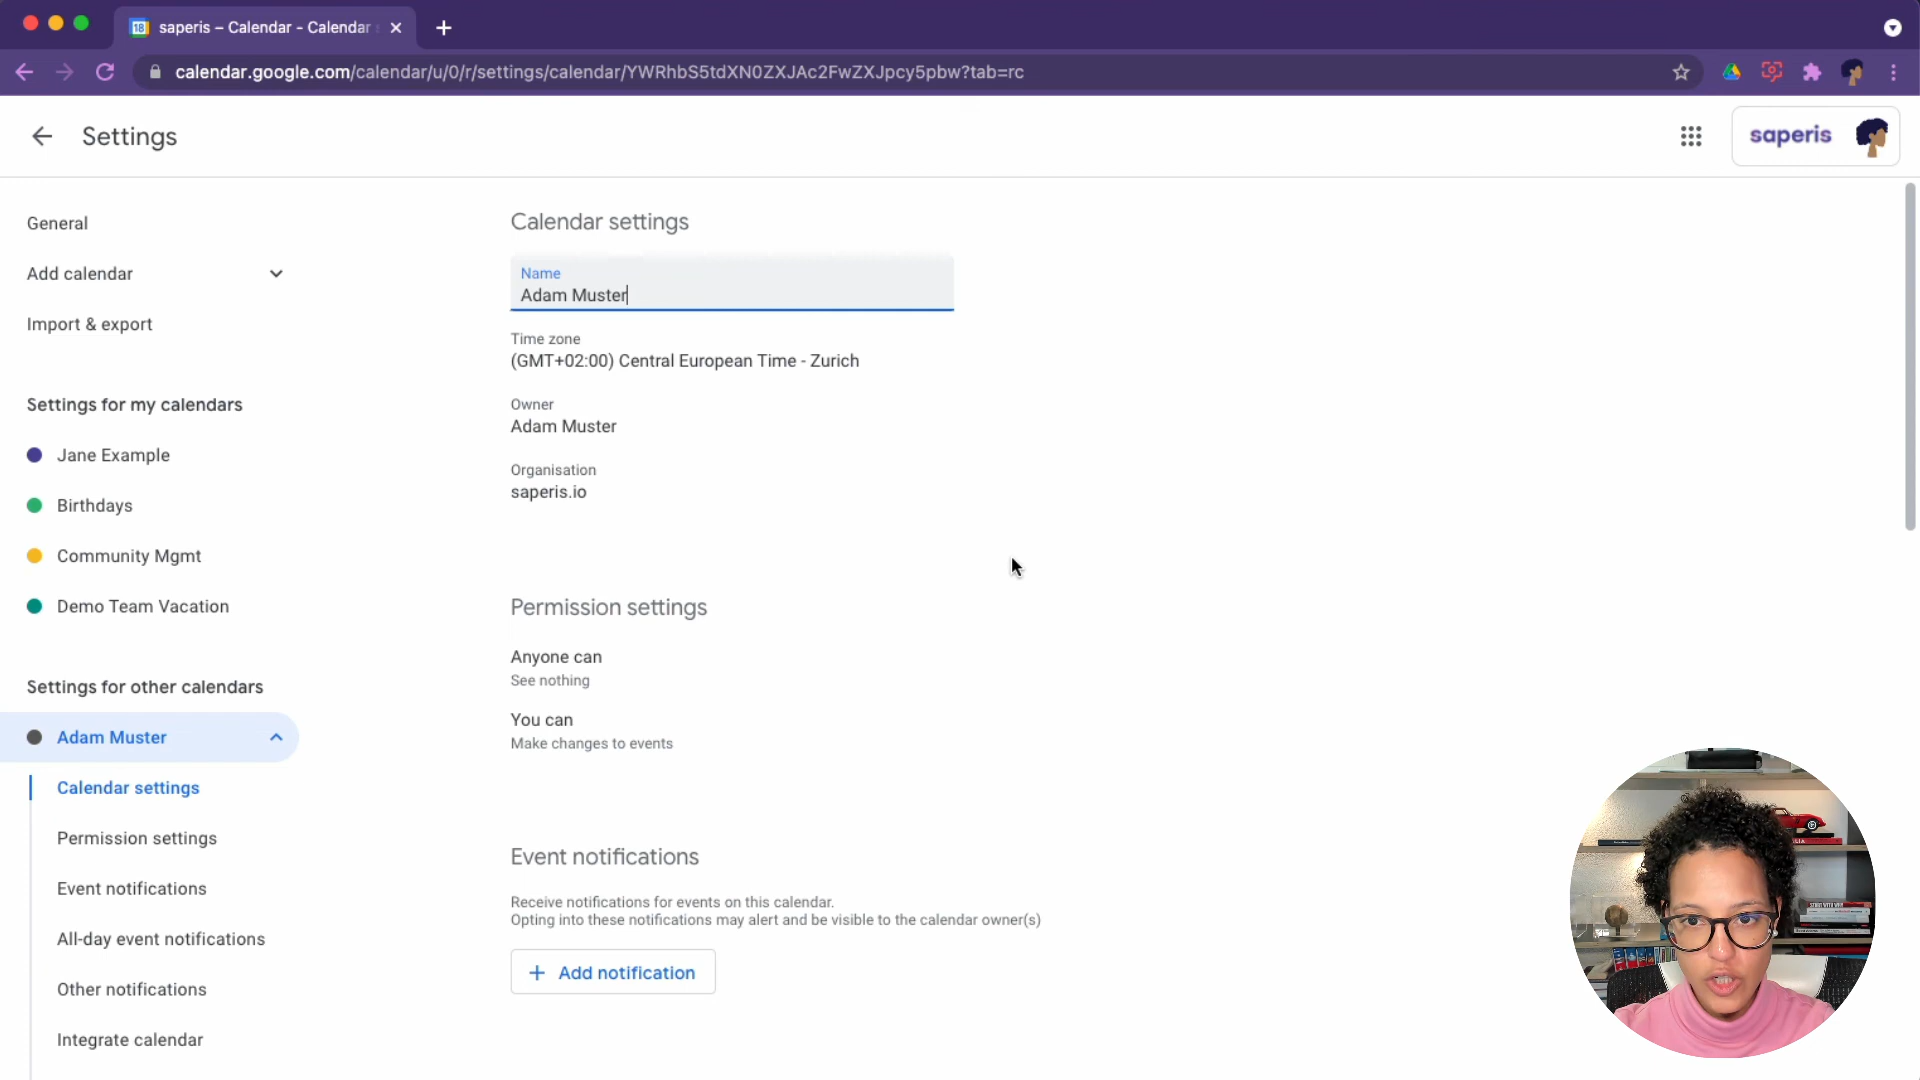 saperis – Calendar - Calendar
calendar.google.com/calendar/u/0/r/settings/calendar/YWRhbS5tdXN0ZXJAc2FwZXJpcy5pbw?tab=rc
Settings
saperis
General
Add calendar
Import & export
Settings for my calendars
Jane Example
Birthdays
Community Mgmt
Demo Team Vacation
Settings for other calendars
Adam Muster
Calendar settings
Permission settings
Event notifications
All-day event notifications
Other notifications
Integrate calendar
Calendar settings
Name
Adam Muster
Time zone
(GMT+02:00) Central European Time - Zurich
Owner
Adam Muster
Organisation
saperis.io
Permission settings
Anyone can
See nothing
You can
Make changes to events
Event notifications
Receive notifications for events on this calendar.
Opting into these notifications may alert and be visible to the calendar owner(s)
Add notification
START WITH WHY